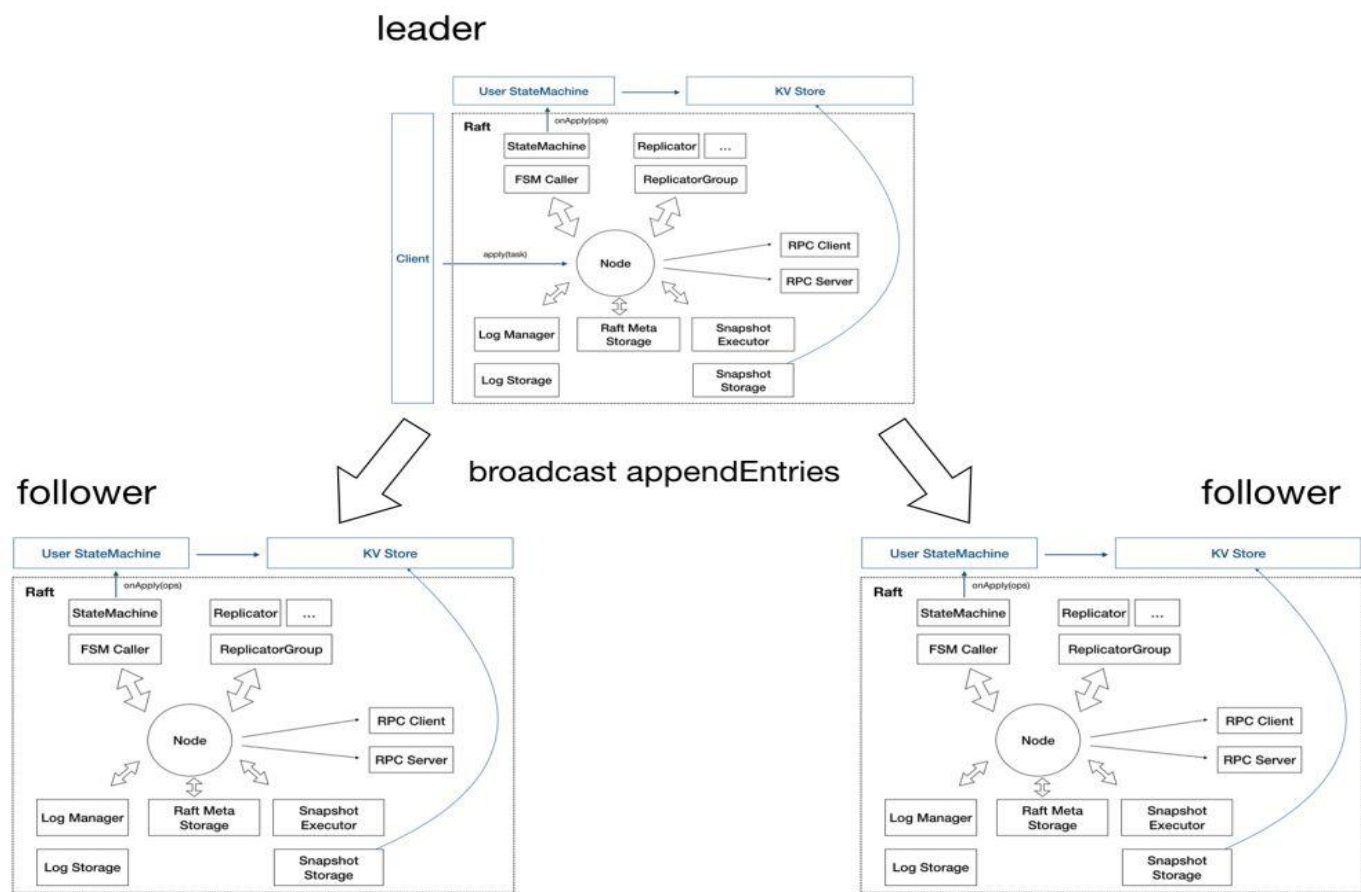 leader
User StateMachine
KV Store
Raft
onApply(ops)
StateMachine
Replicator
...
FSM Caller
ReplicatorGroup
Client
apply(task)
Node
RPC Client
RPC Server
Log Manager
Raft Meta
Storage
Snapshot
Executor
Log Storage
Snapshot
Storage
broadcast appendEntries
follower
User StateMachine
KV Store
Raft
onApply(ops)
StateMachine
Replicator
...
FSM Caller
ReplicatorGroup
Node
RPC Client
RPC Server
Log Manager
Raft Meta
Storage
Snapshot
Executor
Log Storage
Snapshot
Storage
follower
User StateMachine
KV Store
Raft
onApply(ops)
StateMachine
Replicator
...
FSM Caller
ReplicatorGroup
Node
RPC Client
RPC Server
Log Manager
Raft Meta
Storage
Snapshot
Executor
Log Storage
Snapshot
Storage